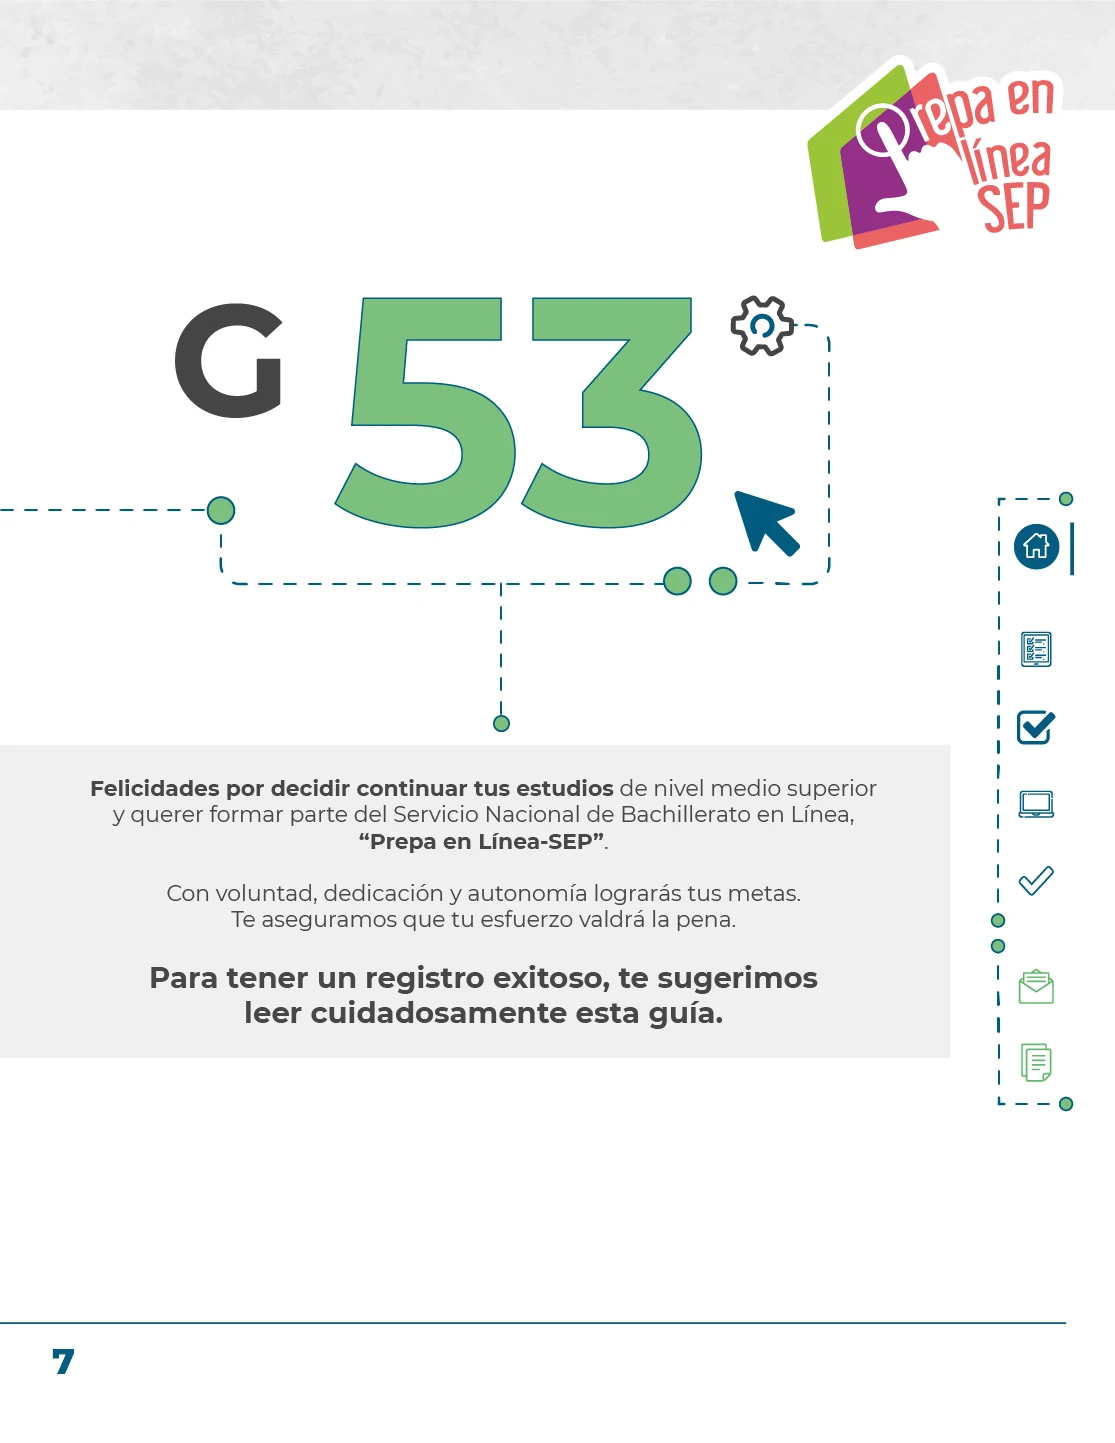 Prepa en
línea
SEP
G 53
Felicidades por decidir continuar tus estudios de nivel medio superior
y querer formar parte del Servicio Nacional de Bachillerato en Línea,
“Prepa en Línea-SEP”.
Con voluntad, dedicación y autonomía lograrás tus metas.
Te aseguramos que tu esfuerzo valdrá la pena.
Para tener un registro exitoso, te sugerimos
leer cuidadosamente esta guía.
7